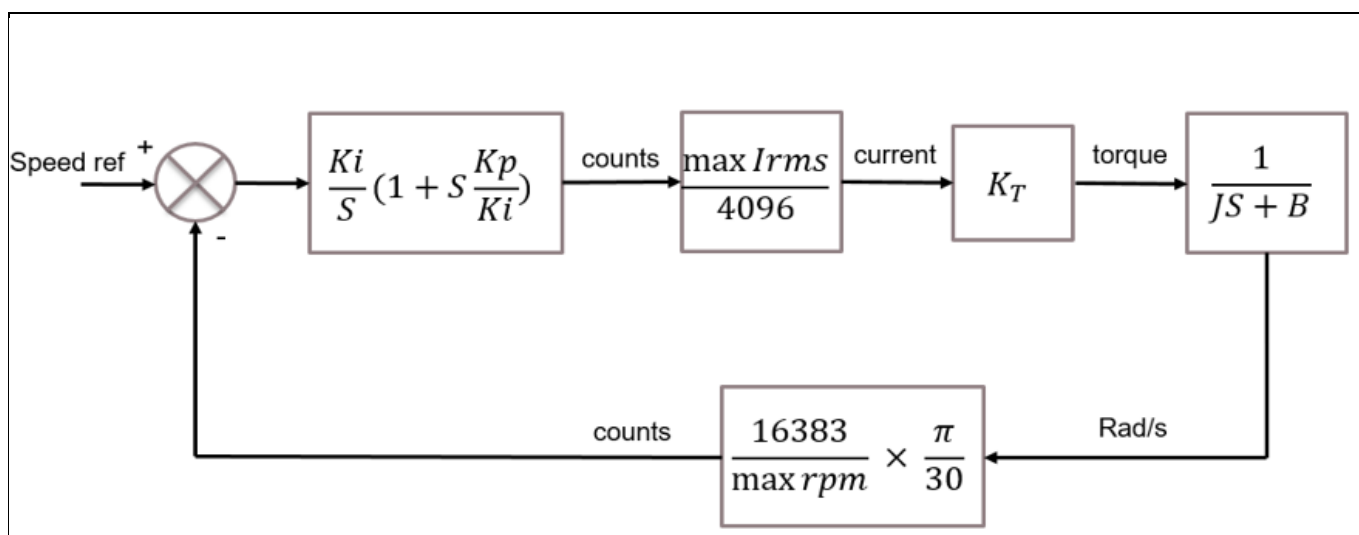 Speed ref
+
-
Ki/S (1 + S Kp/Ki)
counts
max Irms
4096
current
K_T
torque
1
JS + B
Rad/s
16383/max rpm × π/30
counts